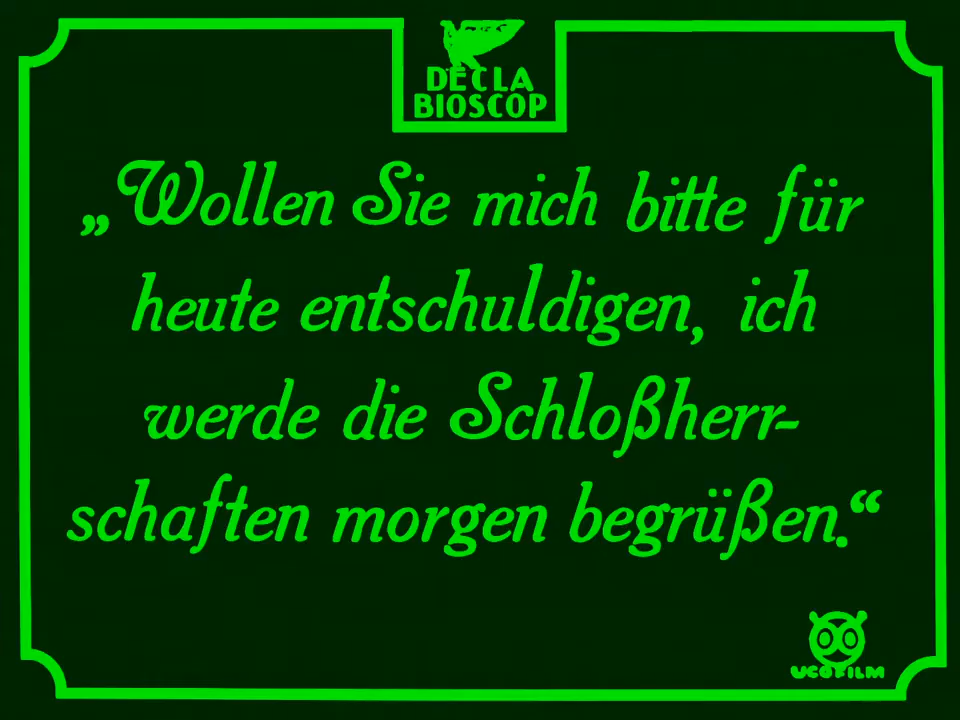 DECLA
BIOSCOP
„Wollen Sie mich bitte für
heute entschuldigen, ich
werde die Schloßherr-
schaften morgen begrüßen.“
UCOFILM